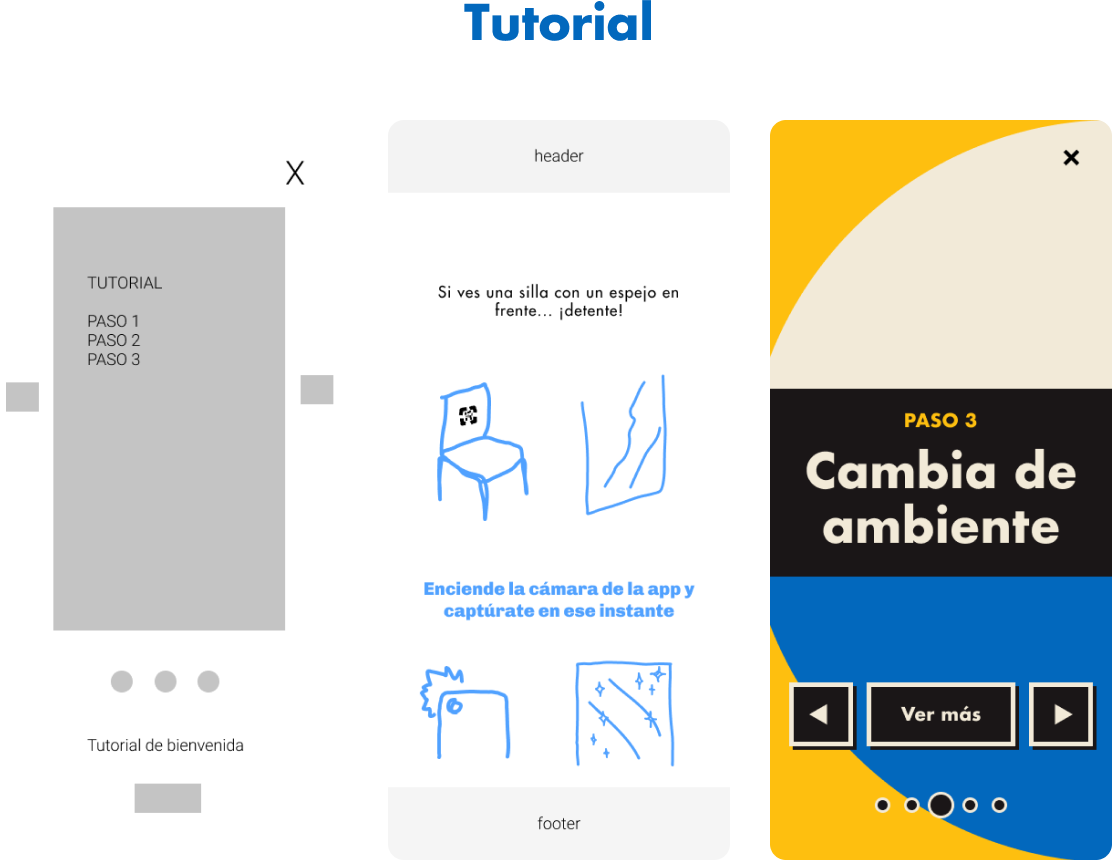 Tutorial
X
TUTORIAL
PASO 1
PASO 2
PASO 3
Tutorial de bienvenida
header
Si ves una silla con un espejo en
frente... ¡detente!
Enciende la cámara de la app y
captúrate en ese instante
footer
PASO 3
Cambia de
ambiente
Ver más